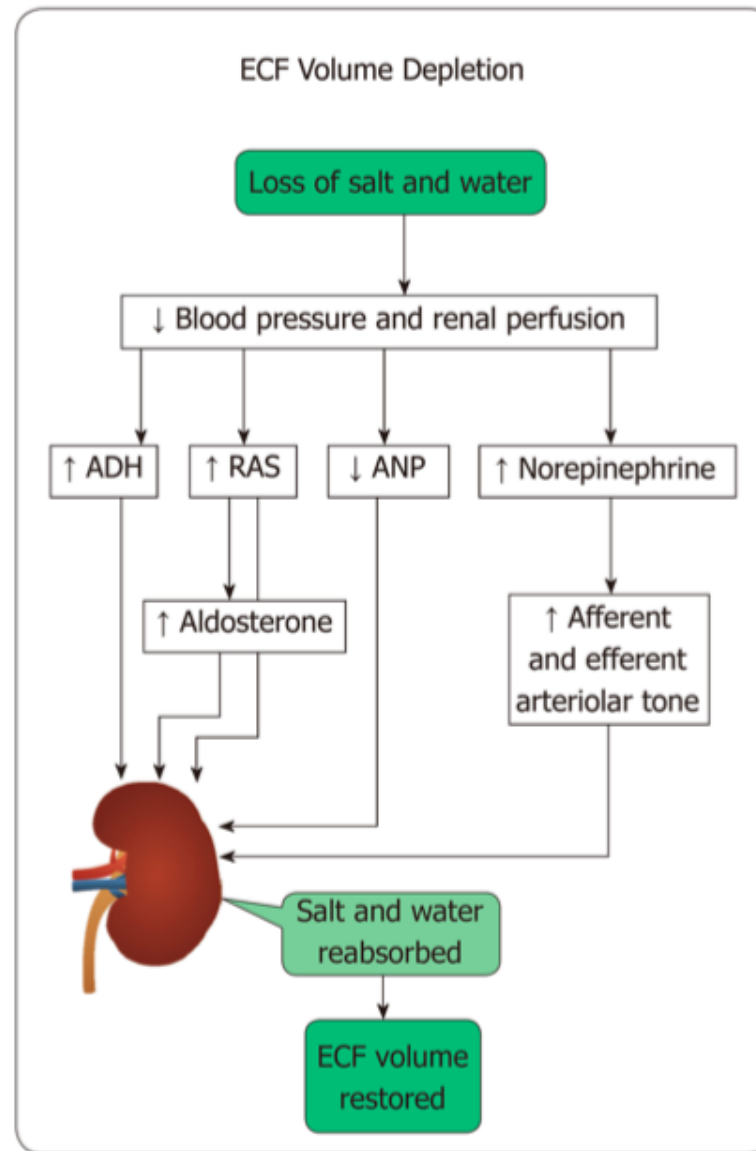 ECF Volume Depletion
Loss of salt and water
↓ Blood pressure and renal perfusion
↑ ADH
↑ RAS
↓ ANP
↑ Norepinephrine
↑ Aldosterone
↑ Afferent
and efferent
arteriolar tone
Salt and water
reabsorbed
ECF volume
restored